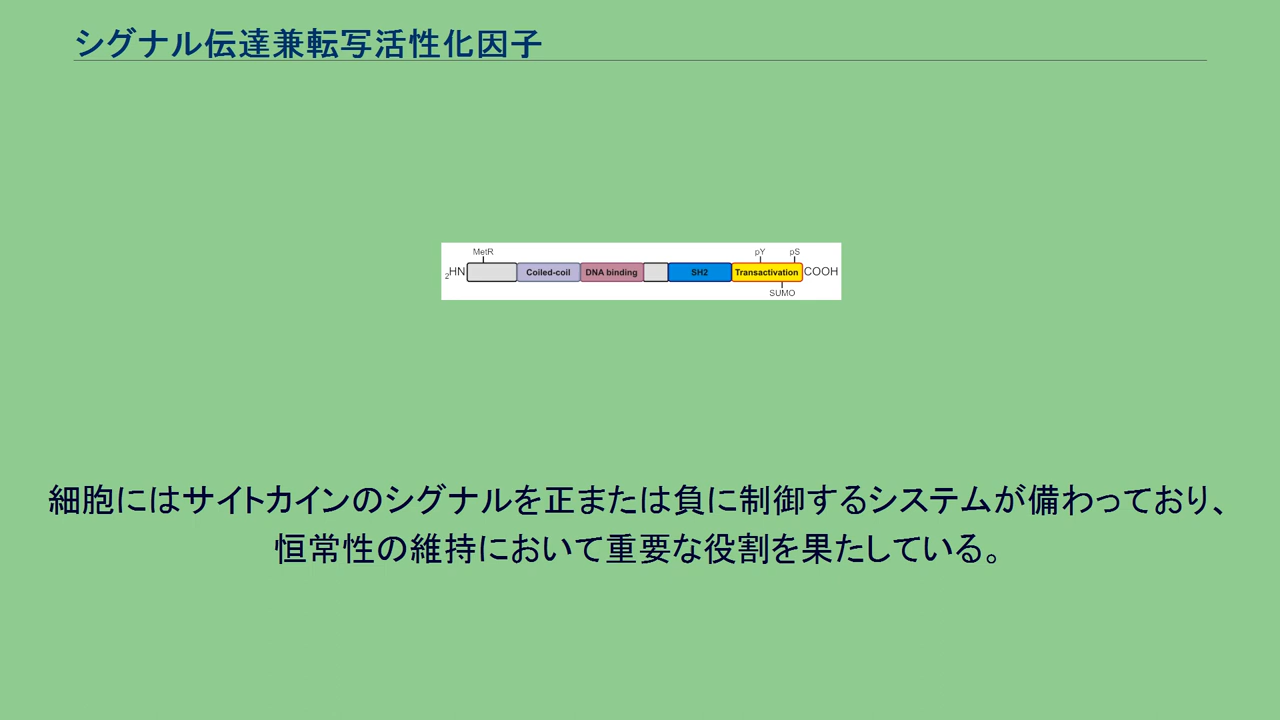 シグナル伝達兼転写活性化因子
MetR pY pS
2HN Coiled-coil DNA binding SH2 Transactivation COOH
SUMO
細胞にはサイトカインのシグナルを正または負に制御するシステムが備わっており、
恒常性の維持において重要な役割を果たしている。